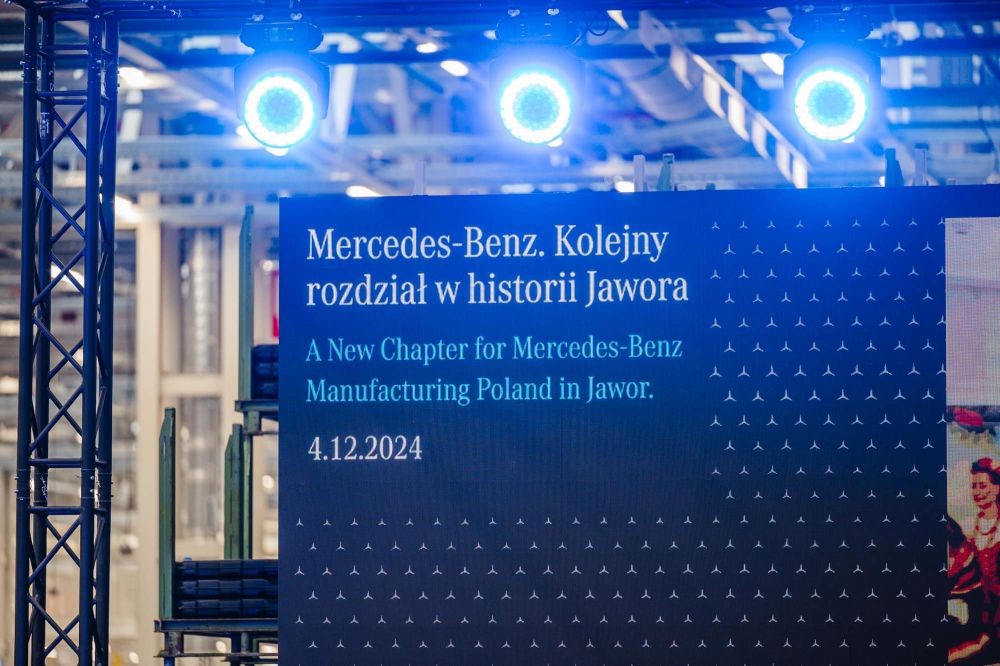 Mercedes-Benz. Kolejny
rozdział w historii Jawora
A New Chapter for Mercedes-Benz
Manufacturing Poland in Jawor.
4.12.2024